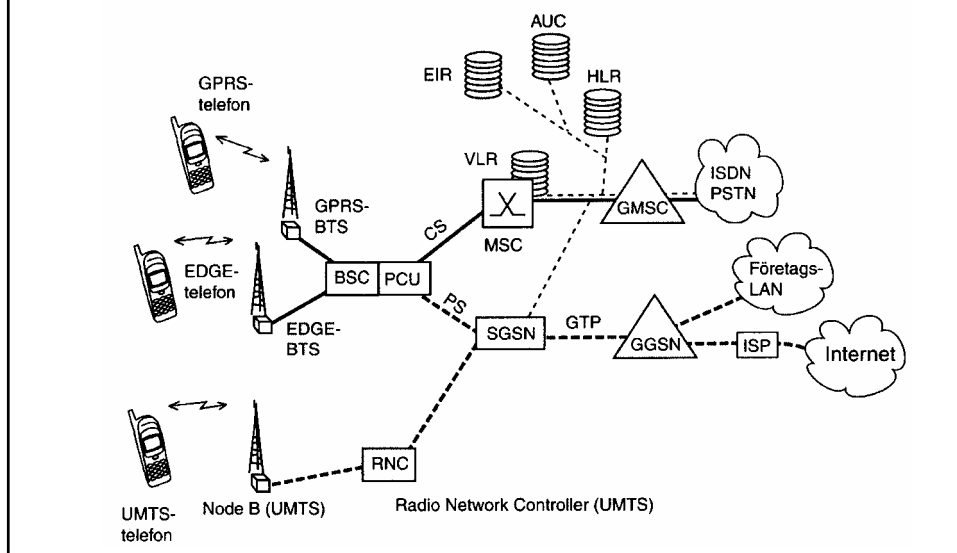 AUC
EIR
HLR
GPRS-
telefon
VLR
ISDN
PSTN
GMSC
GPRS-
BTS
CS
MSC
EDGE-
telefon
BSC
PCU
Företags-
LAN
PS
EDGE-
BTS
SGSN
GTP
GGSN
ISP
Internet
RNC
Node B (UMTS)
Radio Network Controller (UMTS)
UMTS-
telefon